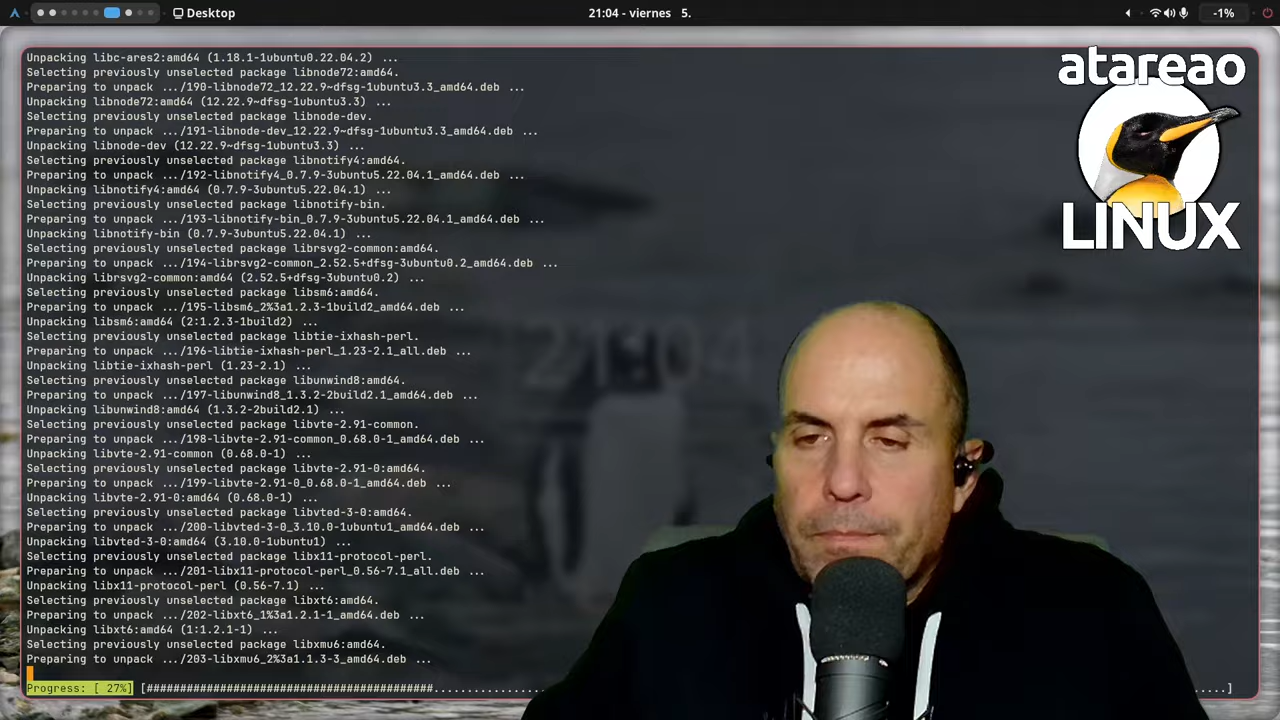 Desktop
21:04 - viernes 5.
-1%
atareao
LINUX
Unpacking libc-ares2:amd64 (1.18.1-1ubuntu0.22.04.2) ...
Selecting previously unselected package libnode72:amd64.
Preparing to unpack .../190-libnode72_12.22.9~dfsg-1ubuntu3.3_amd64.deb ...
Unpacking libnode72:amd64 (12.22.9~dfsg-1ubuntu3.3) ...
Selecting previously unselected package libnode-dev.
Preparing to unpack .../191-libnode-dev_12.22.9~dfsg-1ubuntu3.3_amd64.deb ...
Unpacking libnode-dev (12.22.9~dfsg-1ubuntu3.3) ...
Selecting previously unselected package libnotify4:amd64.
Preparing to unpack .../192-libnotify4_0.7.9-3ubuntu5.22.04.1_amd64.deb ...
Unpacking libnotify4:amd64 (0.7.9-3ubuntu5.22.04.1) ...
Selecting previously unselected package libnotify-bin.
Preparing to unpack .../193-libnotify-bin_0.7.9-3ubuntu5.22.04.1_amd64.deb ...
Unpacking libnotify-bin (0.7.9-3ubuntu5.22.04.1) ...
Selecting previously unselected package librsvg2-common:amd64.
Preparing to unpack .../194-librsvg2-common_2.52.5+dfsg-3ubuntu0.2_amd64.deb ...
Unpacking librsvg2-common:amd64 (2.52.5+dfsg-3ubuntu0.2) ...
Selecting previously unselected package libsm6:amd64.
Preparing to unpack .../195-libsm6_2%3a1.2.3-1build2_amd64.deb ...
Unpacking libsm6:amd64 (2:1.2.3-1build2) ...
Selecting previously unselected package libtie-ixhash-perl.
Preparing to unpack .../196-libtie-ixhash-perl_1.23-2.1_all.deb ...
Unpacking libtie-ixhash-perl (1.23-2.1) ...
Selecting previously unselected package libunwind8:amd64.
Preparing to unpack .../197-libunwind8_1.3.2-2build2.1_amd64.deb ...
Unpacking libunwind8:amd64 (1.3.2-2build2.1) ...
Selecting previously unselected package libvte-2.91-common.
Preparing to unpack .../198-libvte-2.91-common_0.68.0-1_amd64.deb ...
Unpacking libvte-2.91-common (0.68.0-1) ...
Selecting previously unselected package libvte-2.91-0:amd64.
Preparing to unpack .../199-libvte-2.91-0_0.68.0-1_amd64.deb ...
Unpacking libvte-2.91-0:amd64 (0.68.0-1) ...
Selecting previously unselected package libvted-3-0:amd64.
Preparing to unpack .../200-libvted-3-0_3.10.0-1ubuntu1_amd64.deb ...
Unpacking libvted-3-0:amd64 (3.10.0-1ubuntu1) ...
Selecting previously unselected package libx11-protocol-perl.
Preparing to unpack .../201-libx11-protocol-perl_0.56-7.1_all.deb ...
Unpacking libx11-protocol-perl (0.56-7.1) ...
Selecting previously unselected package libxt6:amd64.
Preparing to unpack .../202-libxt6_1%3a1.2.1-1_amd64.deb ...
Unpacking libxt6:amd64 (1:1.2.1-1) ...
Selecting previously unselected package libxmu6:amd64.
Preparing to unpack .../203-libxmu6_2%3a1.1.3-3_amd64.deb ...
Progress: [ 27%] [###########################################.................. .....]
21:04